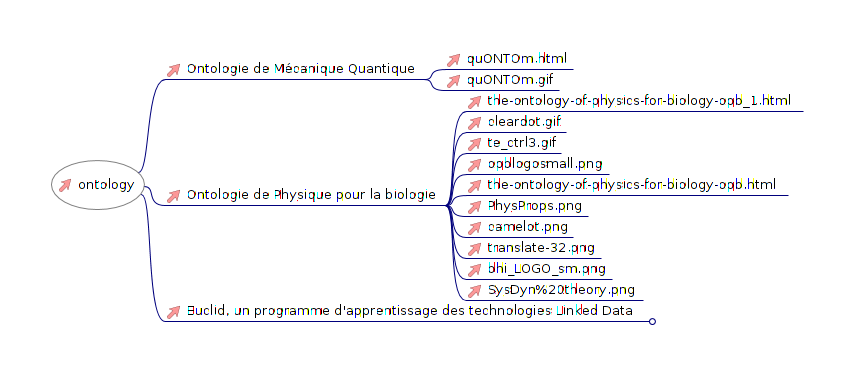 ontology
Ontologie de Mécanique Quantique
quONTOm.html
quONTOm.gif
Ontologie de Physique pour la biologie
the-ontology-of-physics-for-biology-opb_1.html
cleardot.gif
te_ctrl3.gif
opbllogosmall.png
the-ontology-of-physics-for-biology-opb.html
PhysProps.png
camelot.png
translate-32.png
bhi_LOGO_sm.png
SysDyn%20theory.png
Euclid, un programme d'apprentissage des technologies Linked Data